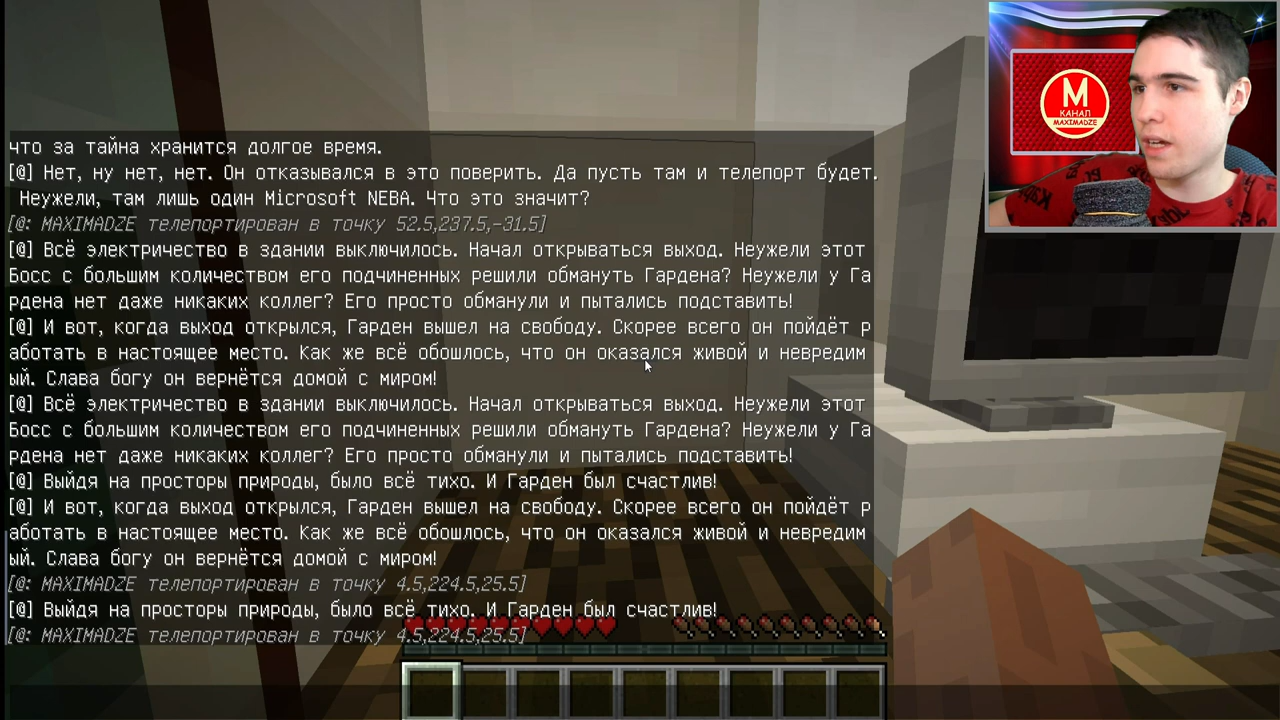 что за тайна хранится долгое время.
[@] Нет, ну нет, нет. Он отказывался в это поверить. Да пусть там и телепорт будет.
Неужели, там лишь один Microsoft NEBA. Что это значит?
[@: MAXIMADZE телепортирован в точку 52.5,237.5,-31.5]
[@] Всё электричество в здании выключилось. Начал открываться выход. Неужели этот
Босс с большим количеством его подчиненных решили обмануть Гардена? Неужели у Га
рдена нет даже никаких коллег? Его просто обманули и пытались подставить!
[@] И вот, когда выход открылся, Гарден вышел на свободу. Скорее всего он пойдёт р
аботать в настоящее место. Как же всё обошлось, что он оказался живой и невредим
ый. Слава богу он вернётся домой с миром!
[@] Всё электричество в здании выключилось. Начал открываться выход. Неужели этот
Босс с большим количеством его подчиненных решили обмануть Гардена? Неужели у Га
рдена нет даже никаких коллег? Его просто обманули и пытались подставить!
[@] Выйдя на просторы природы, было всё тихо. И Гарден был счастлив!
[@] И вот, когда выход открылся, Гарден вышел на свободу. Скорее всего он пойдёт р
аботать в настоящее место. Как же всё обошлось, что он оказался живой и невредим
ый. Слава богу он вернётся домой с миром!
[@: MAXIMADZE телепортирован в точку 4.5,224.5,25.5]
[@] Выйдя на просторы природы, было всё тихо. И Гарден был счастлив!
[@: MAXIMADZE телепортирован в точку 4.5,224.5,25.5]
М
КАНАЛ
MAXIMADZE